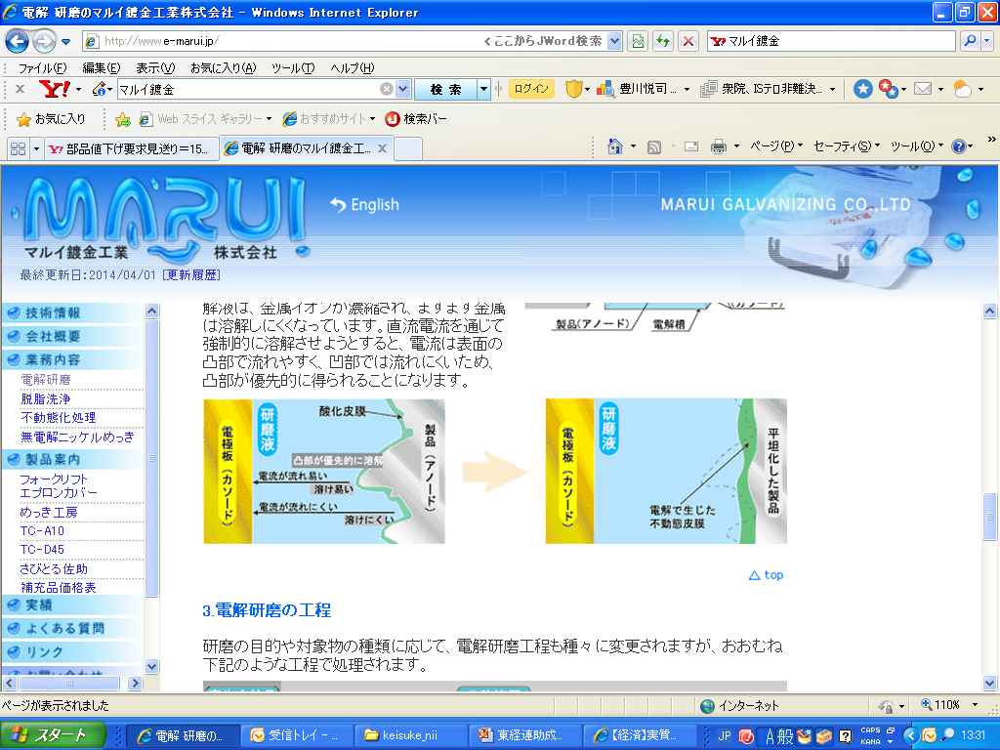 電解 研磨のマルイ鍍金工業株式会社 - Windows Internet Explorer
http://www.e-marui.jp/
<ここからJWord検索
マルイ鍍金
ファイル(F) 編集(E) 表示(V) お気に入り(A) ツール(T) ヘルプ(H)
Y! マルイ鍍金 検索 ログイン 豊川悦司 ... 衆院、ISテロ非難決...
お気に入り Web スライス ギャラリー おすすめサイト 検索バー
部品値下げ要求見送り=15... 電解 研磨のマルイ鍍金工... ページ(P) セーフティ(S) ツール(O) »
MARUI
マルイ鍍金工業 株式会社
English
MARUI GALVANIZING CO.,LTD
最終更新日:2014/04/01 [更新履歴]
技術情報
会社概要
業務内容
電解研磨
脱脂洗浄
不動態化処理
無電解ニッケルめっき
製品案内
フォークリフト
エプロンカバー
めっき工房
TC-A10
TC-D45
さびとる佐助
補充品価格表
実績
よくある質問
リンク
お問い合わせ
解液は、金属イオンが濃縮され、ますます金属
は溶解しにくくなっています。直流電流を通じて
強制的に溶解させようとすると、電流は表面の
凸部で流れやすく、凹部では流れにくいため、
凸部が優先的に得られることになります。
(カソード)
製品(アノード) 電解槽
電極板(カソード)
研磨液
酸化皮膜
凸部が優先的に溶解
電流が流れ易い
溶け易い
電流が流れにくい
溶けにくい
製品(アノード)
電極板(カソード)
研磨液
電解で生じた
不動態皮膜
平坦化した製品
△ top
3.電解研磨の工程
研磨の目的や対象物の種類に応じて、電解研磨工程も種々に変更されますが、おおむね
下記のような工程で処理されます。
ページが表示されました インターネット 110%
スタート 電解 研磨の... 受信トレイ - ... keisuke_nii 東経連助成... 【経済】実質... JP A 般 CAPS KANA 13:31